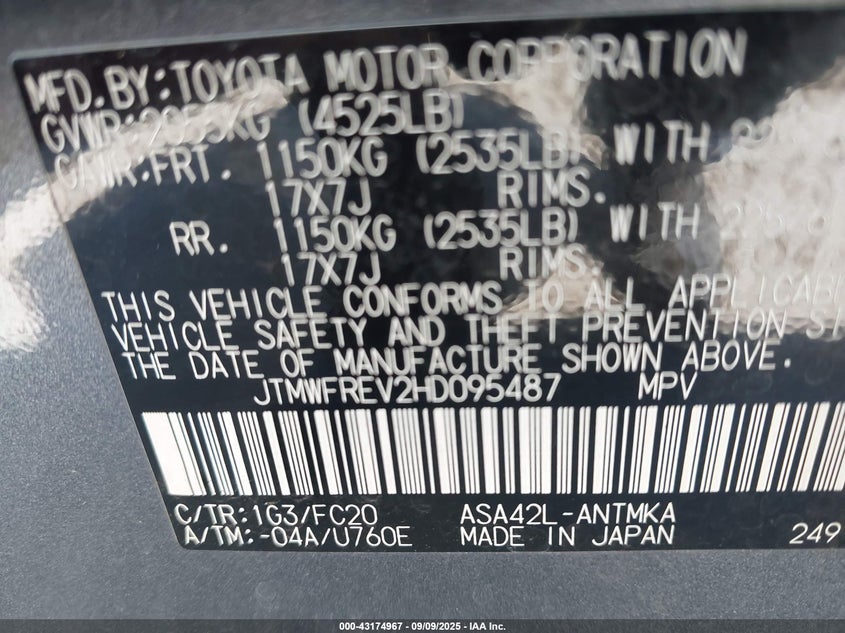 MFD.BY:TOYOTA MOTOR CORPORATION
GVWR:2055KG (4525LB)
GAWR:FRT. 1150KG (2535LB) WITH
17X7J RIMS.
RR. 1150KG (2535LB) WITH
17X7J RIMS.
THIS VEHICLE CONFORMS TO ALL
VEHICLE SAFETY AND THEFT PREVENTION
THE DATE OF MANUFACTURE SHOWN ABOVE.
JTMWFREV2HD095487 MPV
C/TR:1G3/FC20 ASA42L-ANTMKA
A/TM:-04A/U760E MADE IN JAPAN 249
000-43174967 - 09/09/2025 - IAA Inc.